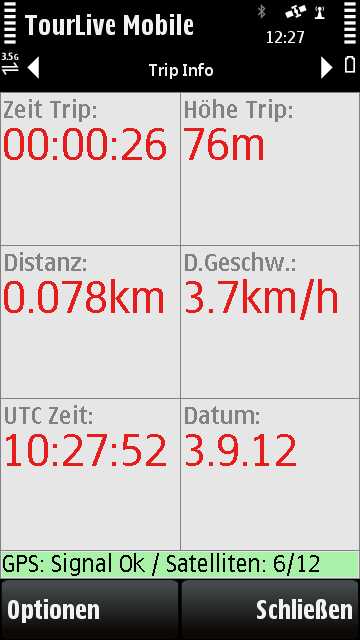 TourLive Mobile
12:27
3.5G
Trip Info
Zeit Trip:
00:00:26
Höhe Trip:
76m
Distanz:
0.078km
D.Geschw.:
3.7km/h
UTC Zeit:
10:27:52
Datum:
3.9.12
GPS: Signal Ok / Satelliten: 6/12
Optionen
Schließen